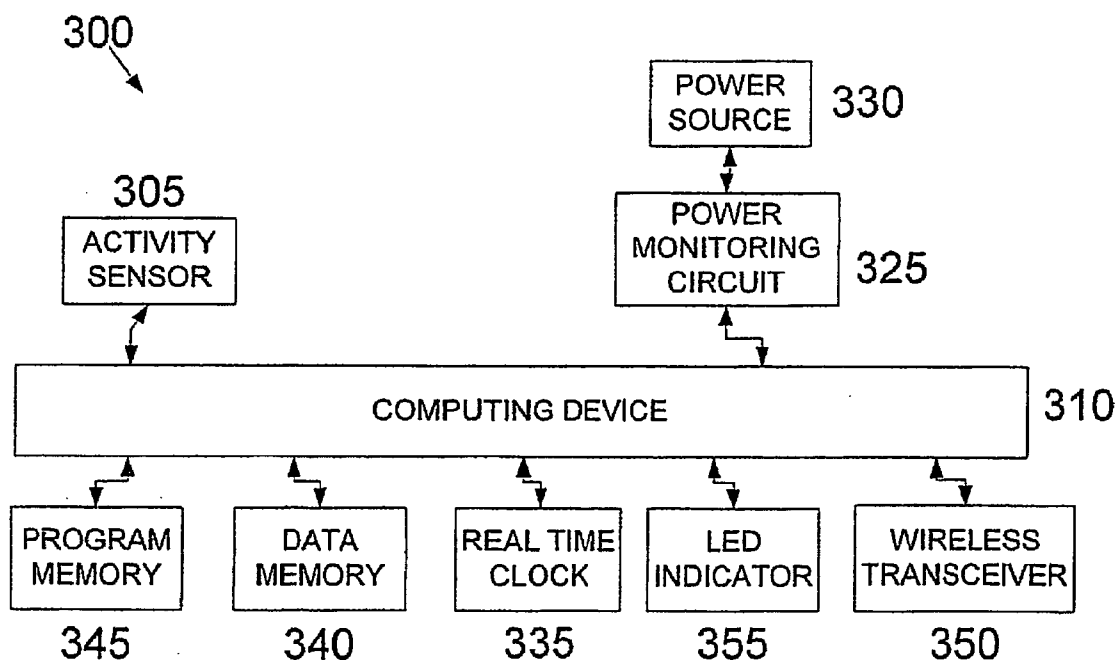 300
POWER
SOURCE
330
305
ACTIVITY
SENSOR
POWER
MONITORING
CIRCUIT
325
COMPUTING DEVICE
310
PROGRAM
MEMORY
DATA
MEMORY
REAL TIME
CLOCK
LED
INDICATOR
WIRELESS
TRANSCEIVER
345
340
335
355
350